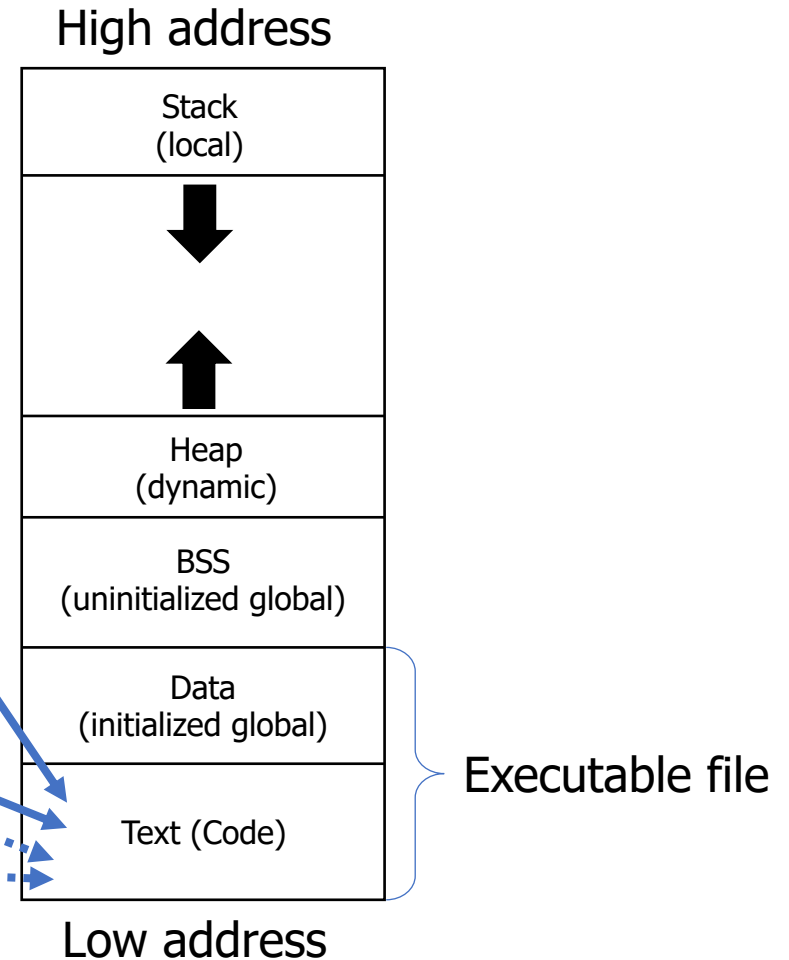 High address
Stack
(local)
Heap
(dynamic)
BSS
(uninitialized global)
Data
(initialized global)
Executable file
Text (Code)
Low address